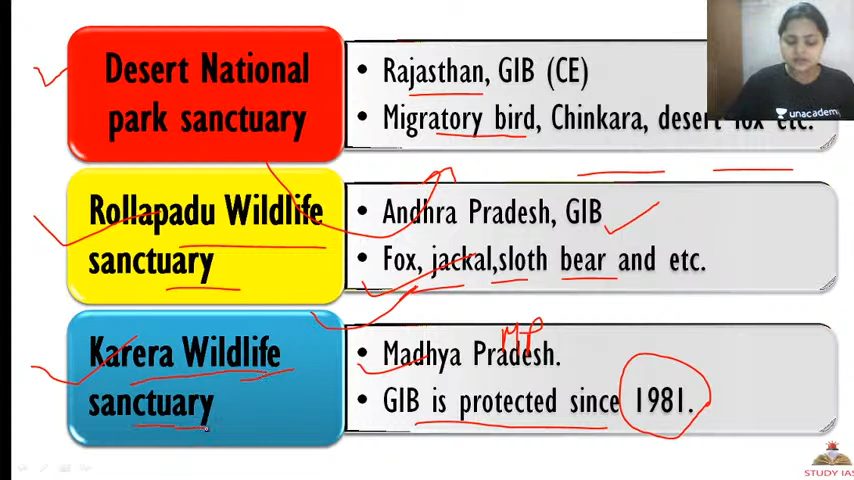 Desert National
park sanctuary
• Rajasthan, GIB (CE)
• Migratory bird, Chinkara, desert fox etc.
unacademy
Rollapadu Wildlife
sanctuary
• Andhra Pradesh, GIB
• Fox, jackal,sloth bear and etc.
MP
Karera Wildlife
sanctuary
• Madhya Pradesh.
• GIB is protected since 1981.
STUDY IAS